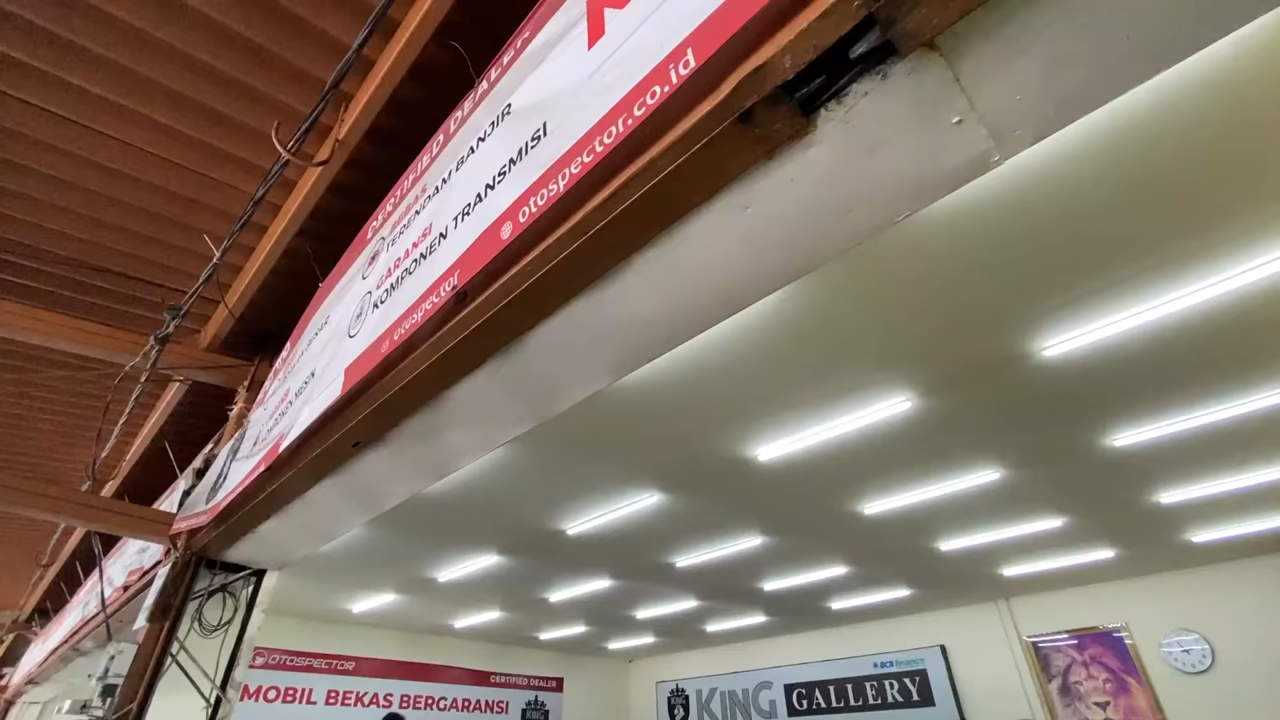 CERTIFIED DEALER
BEBAS
TERENDAM BANJIR
GARANSI
KOMPONEN TRANSMISI
otospector
otospector.co.id
OTOSPECTOR
CERTIFIED DEALER
MOBIL BEKAS BERGARANSI
KING
BCA finance
KING GALLERY